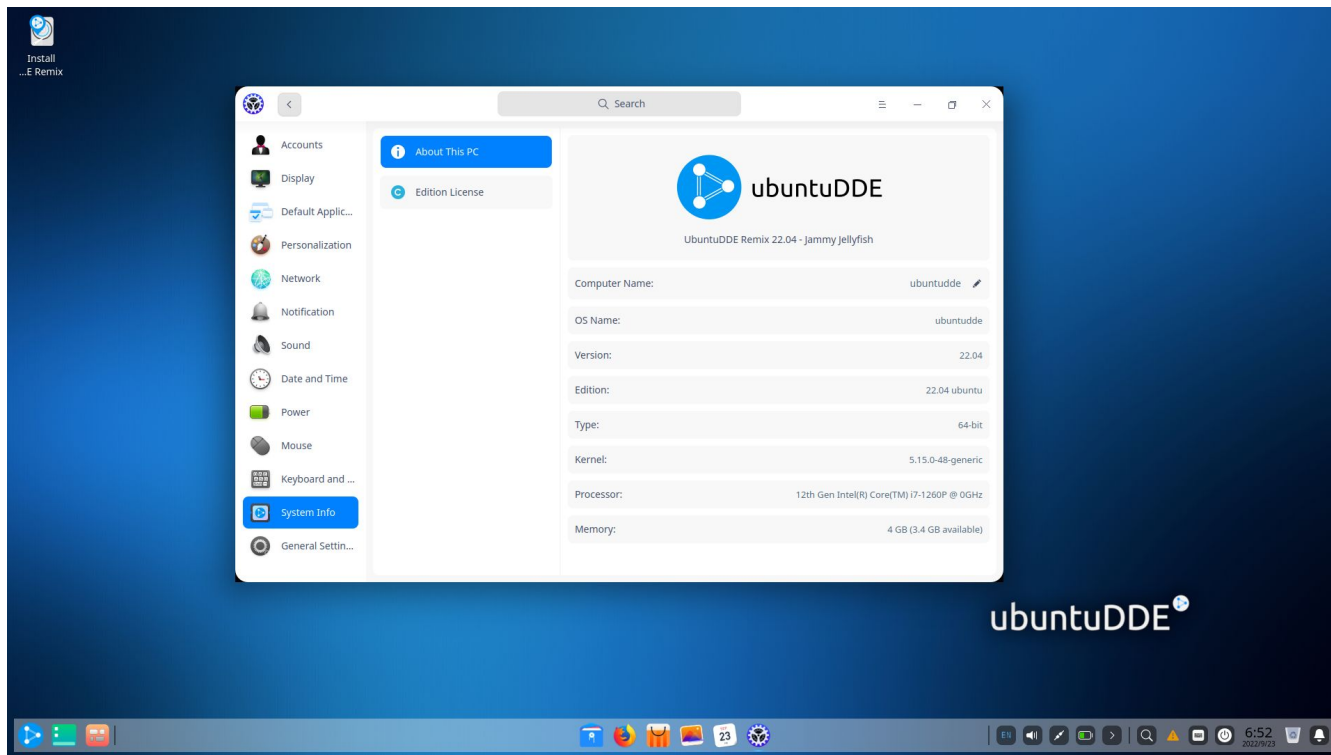 Install
...E Remix
Search
Accounts
Display
Default Applic...
Personalization
Network
Notification
Sound
Date and Time
Power
Mouse
Keyboard and ...
System Info
General Settin...
About This PC
Edition License
ubuntuDDE
UbuntuDDE Remix 22.04 - Jammy Jellyfish
Computer Name: ubuntudde
OS Name: ubuntudde
Version: 22.04
Edition: 22.04 ubuntu
Type: 64-bit
Kernel: 5.15.0-48-generic
Processor: 12th Gen Intel(R) Core(TM) i7-1260P @ 0GHz
Memory: 4 GB (3.4 GB available)
ubuntuDDE
23
EN
6:52
2022/9/23